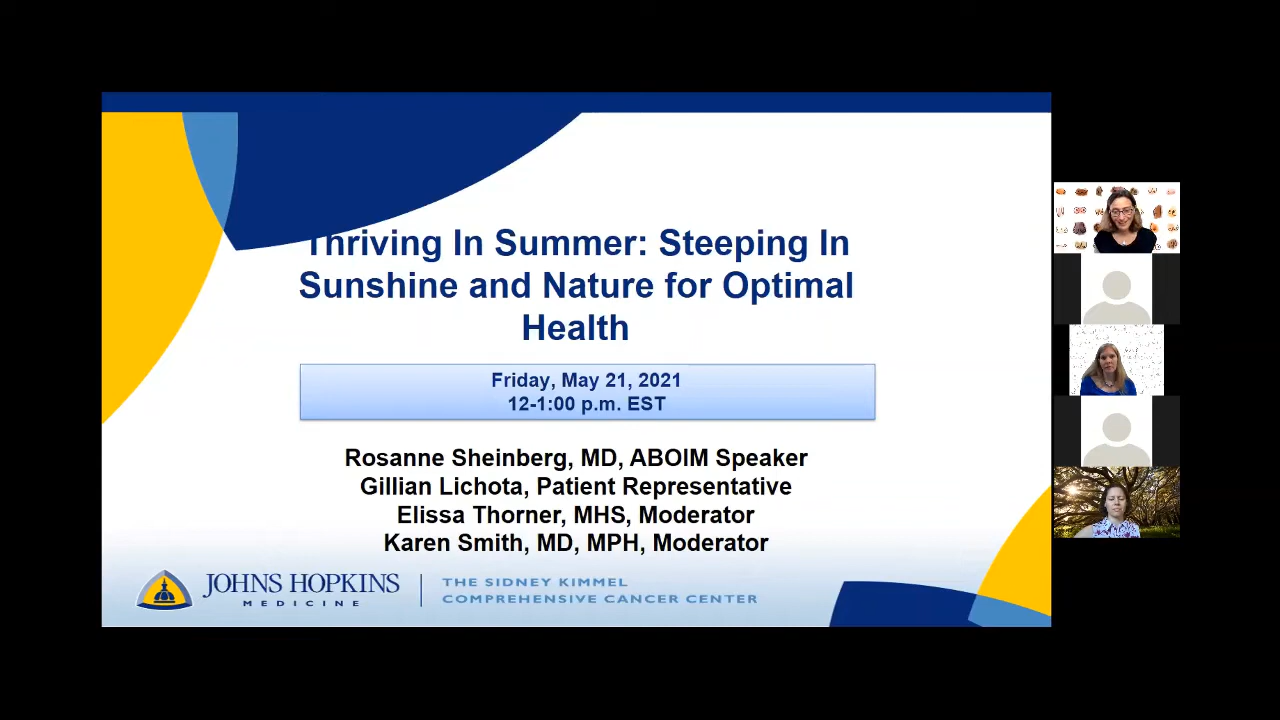 Thriving In Summer: Steeping In
Sunshine and Nature for Optimal
Health
Friday, May 21, 2021
12-1:00 p.m. EST
Rosanne Sheinberg, MD, ABOIM Speaker
Gillian Lichota, Patient Representative
Elissa Thorner, MHS, Moderator
Karen Smith, MD, MPH, Moderator
JOHNS HOPKINS
MEDICINE
THE SIDNEY KIMMEL
COMPREHENSIVE CANCER CENTER